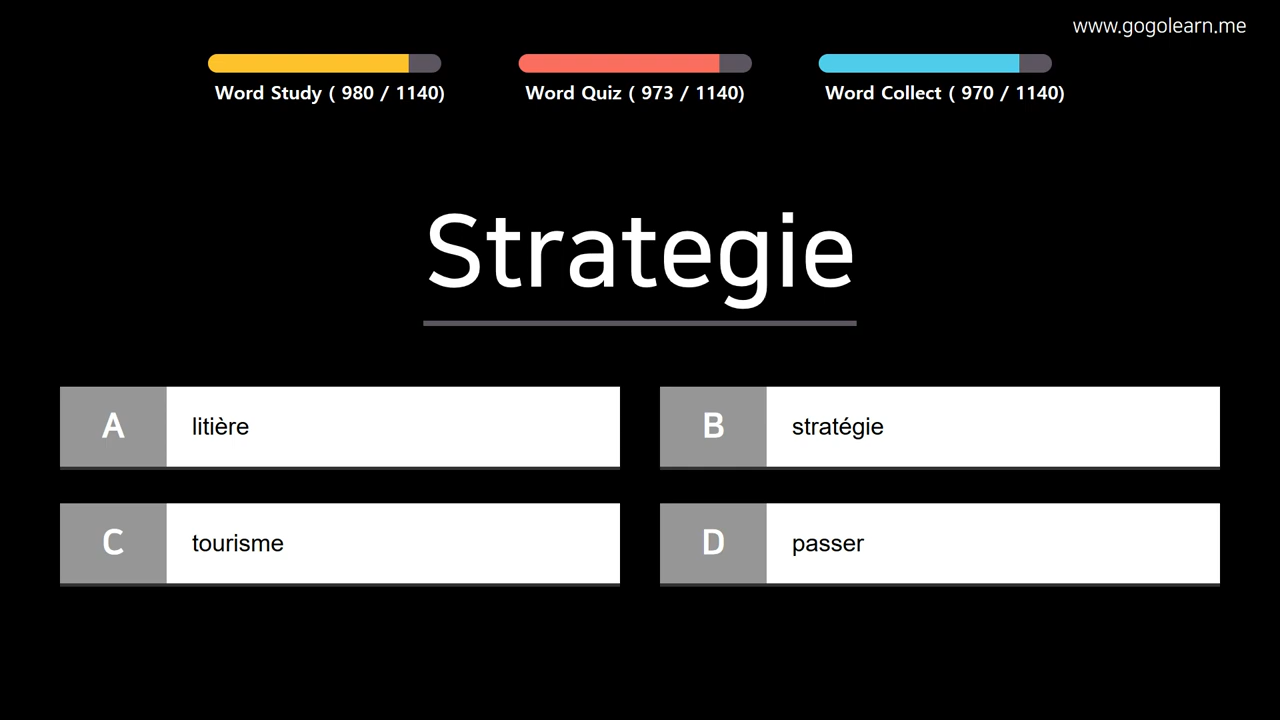 www.gogolearn.me
Word Study ( 980 / 1140)
Word Quiz ( 973 / 1140)
Word Collect ( 970 / 1140)
Strategie
A litière
B stratégie
C tourisme
D passer